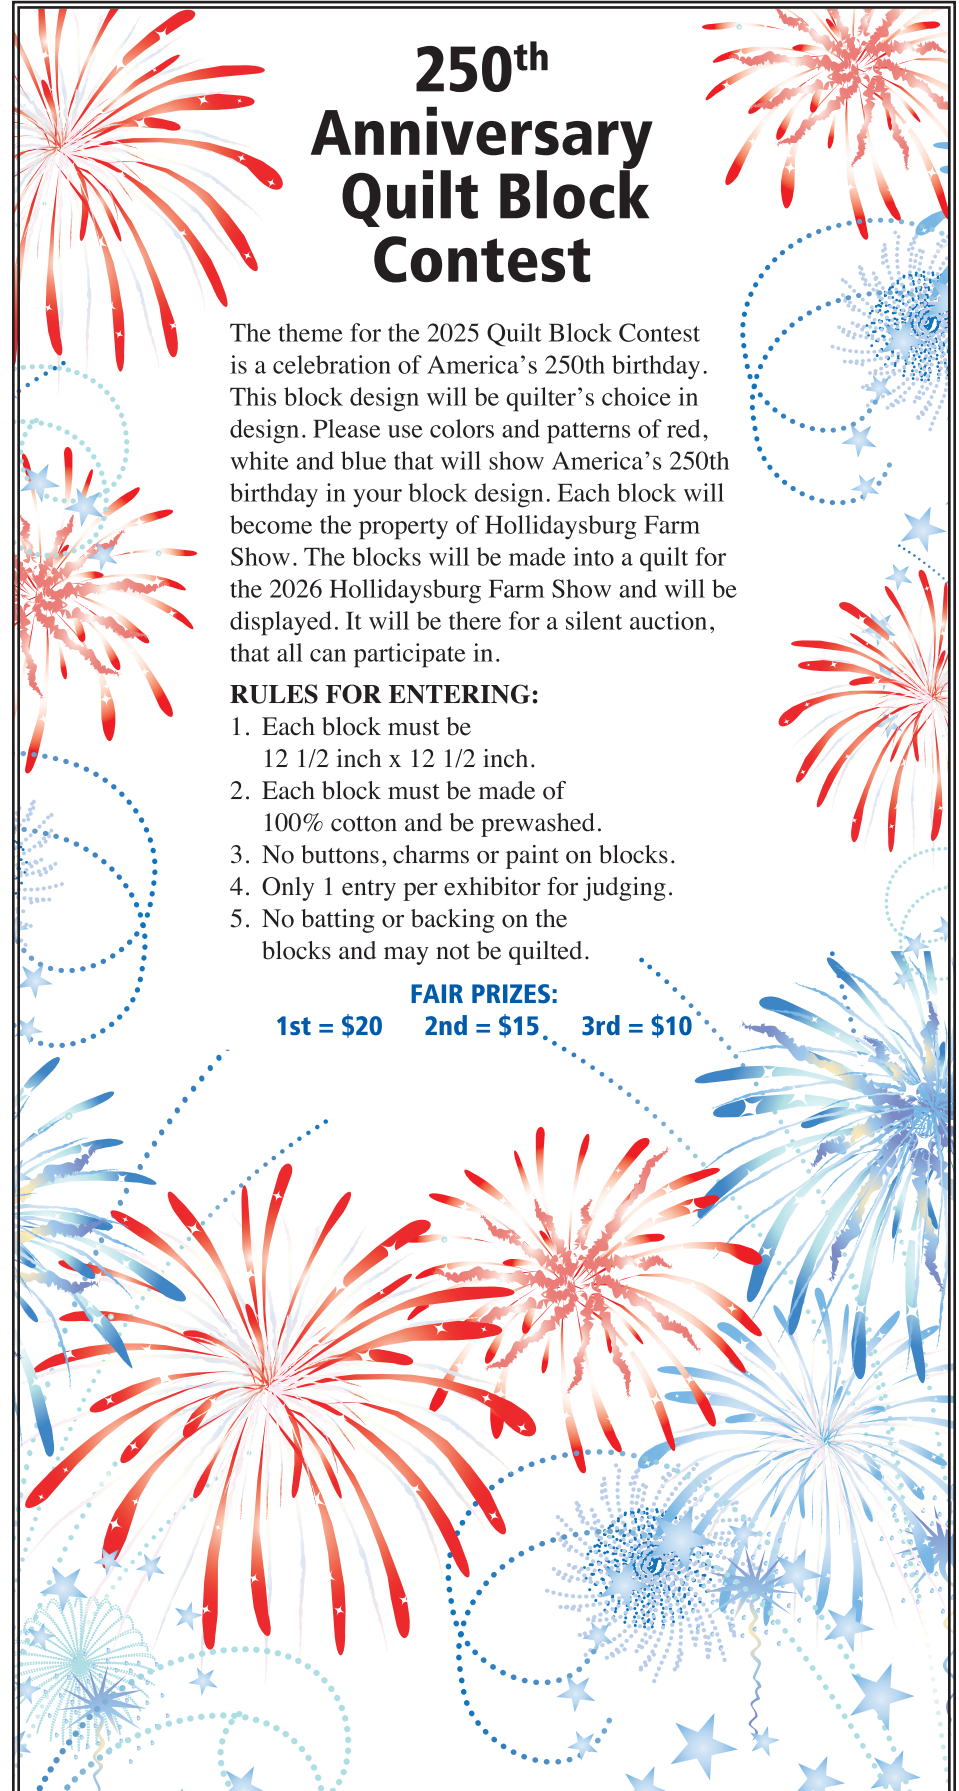 250th
Anniversary
Quilt Block
Contest
The theme for the 2025 Quilt Block Contest
is a celebration of America's 250th birthday.
This block design will be quilter's choice in
design. Please use colors and patterns of red,
white and blue that will show America's 250th
birthday in your block design. Each block will
become the property of Hollidaysburg Farm
Show. The blocks will be made into a quilt for
the 2026 Hollidaysburg Farm Show and will be
displayed. It will be there for a silent auction,
that all can participate in.
RULES FOR ENTERING:
1. Each block must be
12 1/2 inch x 12 1/2 inch.
2. Each block must be made of
100% cotton and be prewashed.
3. No buttons, charms or paint on blocks.
4. Only 1 entry per exhibitor for judging.
5. No batting or backing on the
blocks and may not be quilted.
FAIR PRIZES:
1st = $20 2nd = $15 3rd = $10